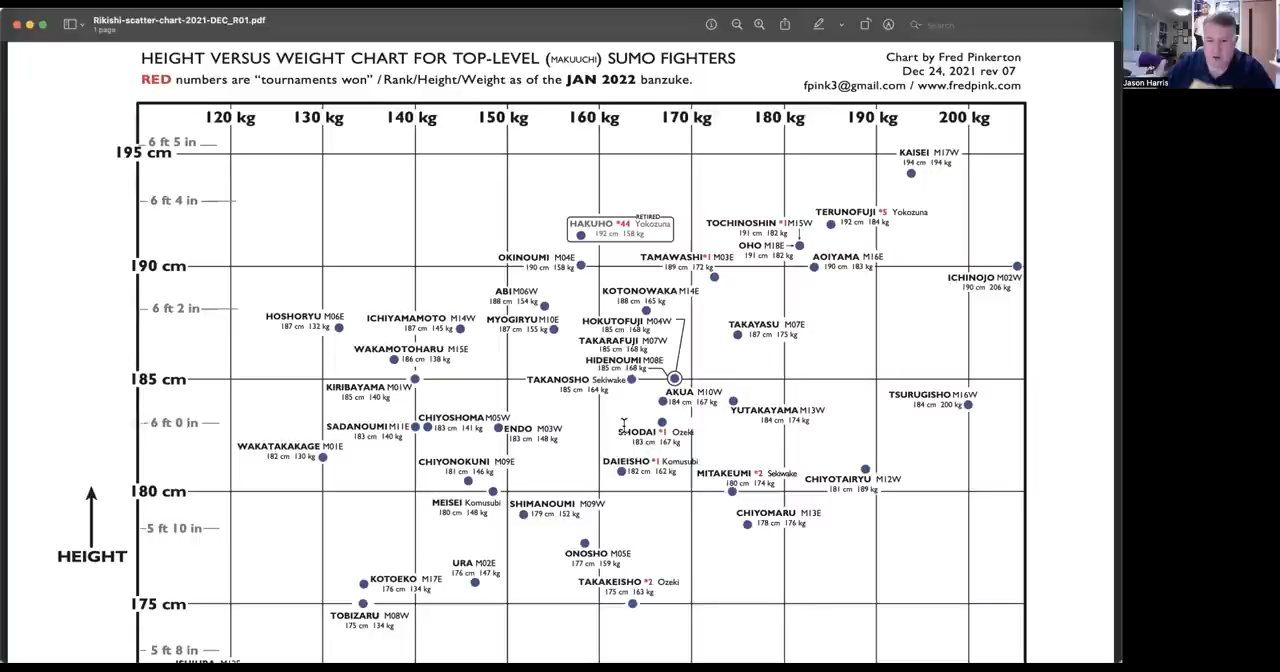 Rikishi-scatter-chart-2021-DEC_R01.pdf
1 page
Search
Jason Harris
HEIGHT VERSUS WEIGHT CHART FOR TOP-LEVEL (MAKUUCHI) SUMO FIGHTERS
RED numbers are “tournaments won” /Rank/Height/Weight as of the JAN 2022 banzuke.
Chart by Fred Pinkerton
Dec 24, 2021 rev 07
fpink3@gmail.com / www.fredpink.com
120 kg 130 kg 140 kg 150 kg 160 kg 170 kg 180 kg 190 kg 200 kg
6 ft 5 in
195 cm
KAISEI M17W
194 cm 194 kg
6 ft 4 in
TERUNOFUJI *5 Yokozuna
192 cm 184 kg
RETIRED
HAKUHO *44 Yokozuna
192 cm 158 kg
TOCHINOSHIN *1 M15W
191 cm 182 kg
OHO M18E
191 cm 182 kg
OKINOUMI M04E
190 cm 158 kg
TAMAWASHI *1 M03E
189 cm 172 kg
AOIYAMA M16E
190 cm 183 kg
190 cm
ICHINOJO M02W
190 cm 206 kg
ABI M06W
188 cm 154 kg
KOTONOWAKA M14E
188 cm 165 kg
6 ft 2 in
HOSHORYU M06E
187 cm 132 kg
ICHIYAMAMOTO M14W
187 cm 145 kg
MYOGIRYU M10E
187 cm 155 kg
HOKUTOFUJI M04W
185 cm 168 kg
TAKAYASU M07E
187 cm 175 kg
TAKARAFUJI M07W
185 cm 168 kg
WAKAMOTOHARU M15E
186 cm 138 kg
HIDENOUMI M08E
185 cm 168 kg
185 cm
TAKANOSHO Sekiwake
185 cm 164 kg
KIRIBAYAMA M01W
185 cm 140 kg
AKUA M10W
184 cm 167 kg
TSURUGISHO M16W
184 cm 200 kg
YUTAKAYAMA M13W
184 cm 174 kg
6 ft 0 in
SADANOUMI M11E
183 cm 140 kg
CHIYOSHOMA M05W
183 cm 141 kg
ENDO M03W
183 cm 148 kg
SHODAI *1 Ozeki
183 cm 167 kg
WAKATAKAKAGE M01E
182 cm 130 kg
CHIYONOKUNI M09E
181 cm 146 kg
DAIEISHO *1 Komusubi
182 cm 162 kg
MITAKEUMI *2 Sekiwake
180 cm 174 kg
CHIYOTAIRYU M12W
181 cm 189 kg
180 cm
MEISEI Komusubi
180 cm 148 kg
SHIMANOUMI M09W
179 cm 152 kg
CHIYOMARU M13E
178 cm 176 kg
5 ft 10 in
HEIGHT
ONOSHO M05E
177 cm 159 kg
URA M02E
176 cm 147 kg
KOTOEKO M17E
176 cm 134 kg
TAKAKEISHO *2 Ozeki
175 cm 163 kg
175 cm
TOBIZARU M08W
175 cm 134 kg
5 ft 8 in